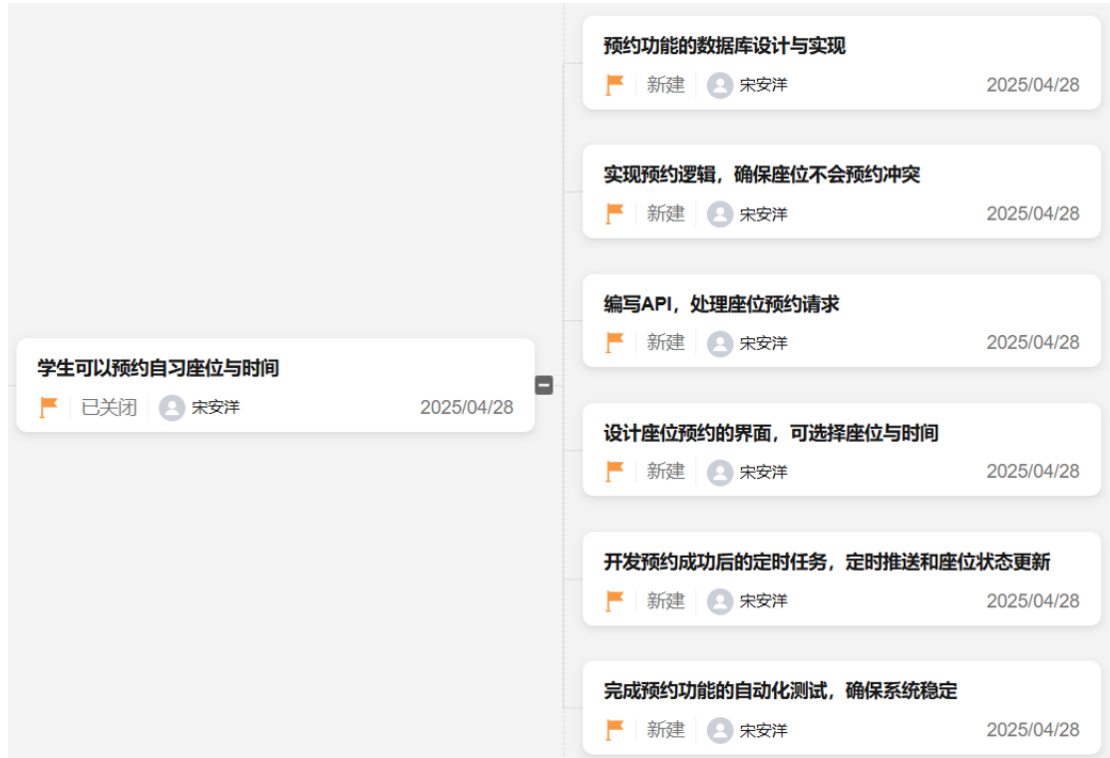 预约功能的数据库设计与实现
新建 宋安洋 2025/04/28
实现预约逻辑，确保座位不会预约冲突
新建 宋安洋 2025/04/28
编写API，处理座位预约请求
新建 宋安洋 2025/04/28
学生可以预约自习座位与时间
已关闭 宋安洋 2025/04/28
设计座位预约的界面，可选择座位与时间
新建 宋安洋 2025/04/28
开发预约成功后的定时任务，定时推送和座位状态更新
新建 宋安洋 2025/04/28
完成预约功能的自动化测试，确保系统稳定
新建 宋安洋 2025/04/28